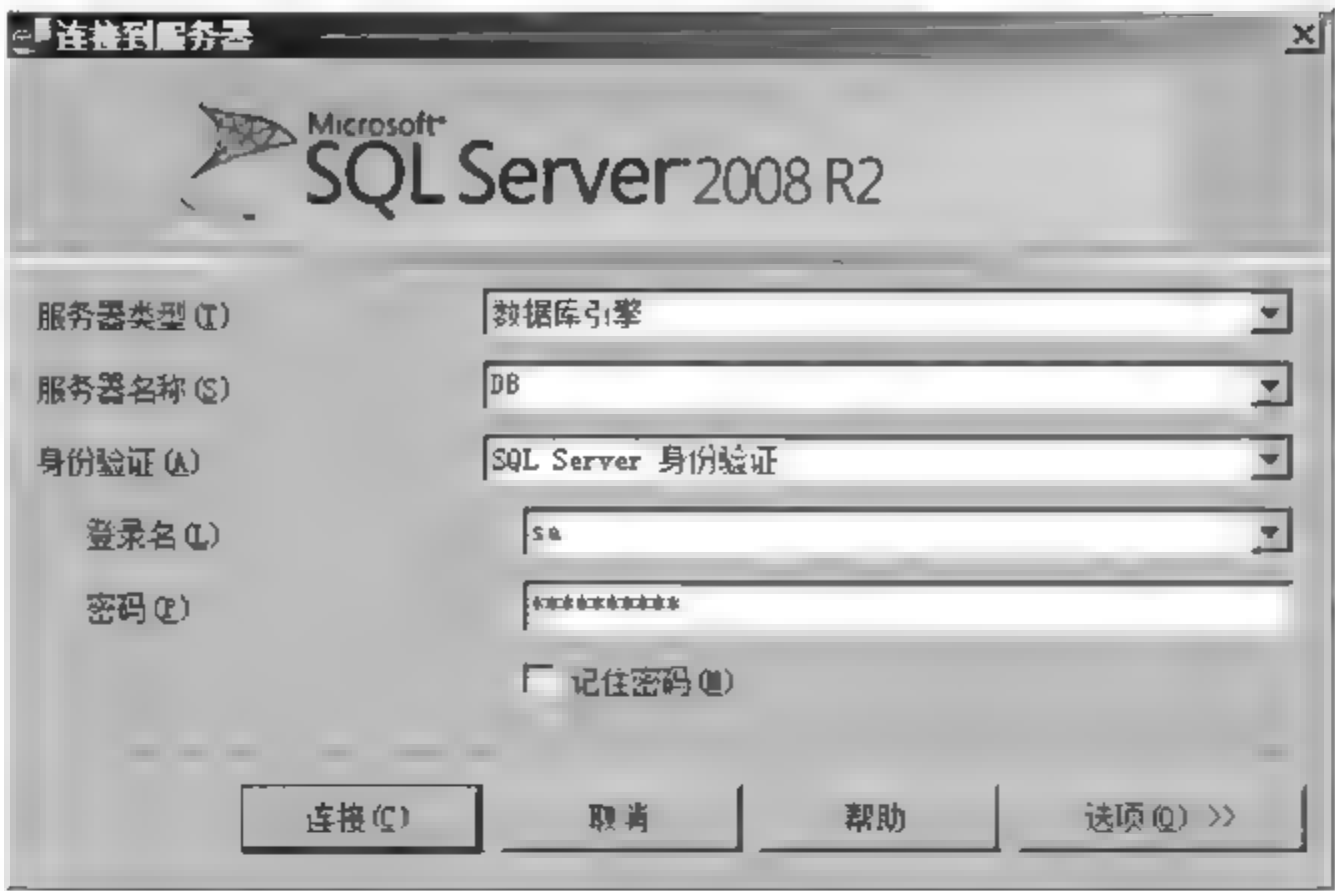 连接到服务器
Microsoft
SQL Server 2008 R2
服务器类型(T) 数据库引擎
服务器名称(S) DB
身份验证(A) SQL Server 身份验证
登录名(L) sa
密码(P) **********
记住密码(M)
连接(C) 取消 帮助 选项(O) >>